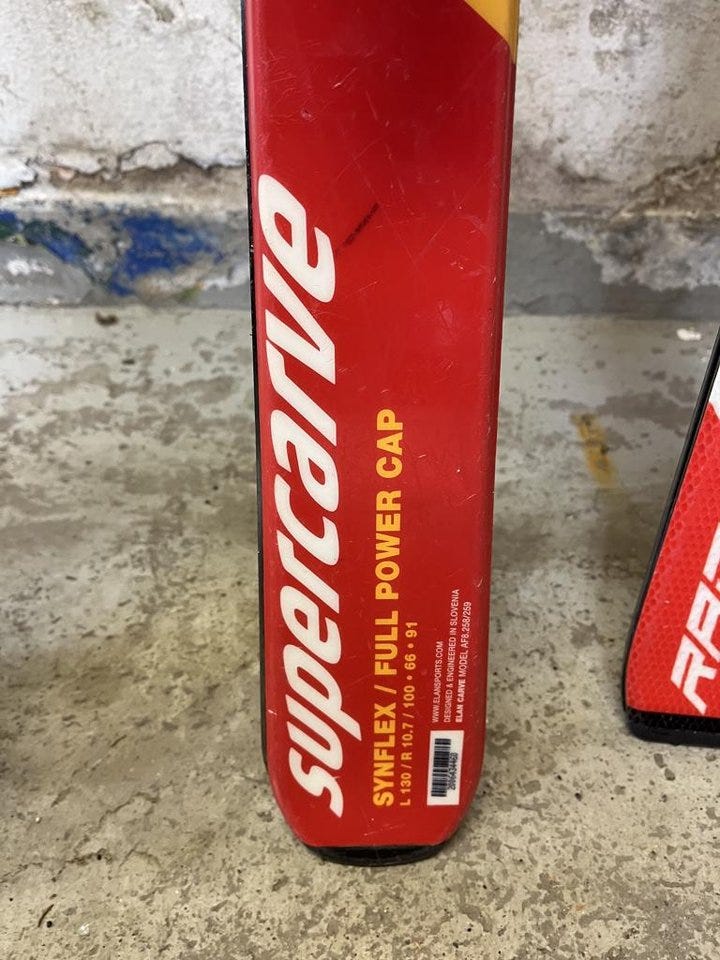 supercarve
SYNFLEX / FULL POWER CAP
L 130 / R 10.7 / 100 • 66 • 91
WWW.ELANSPORTS.COM
DESIGNED & ENGINEERED IN SLOVENIA
ELAN CARVE MODEL AF8.258/259